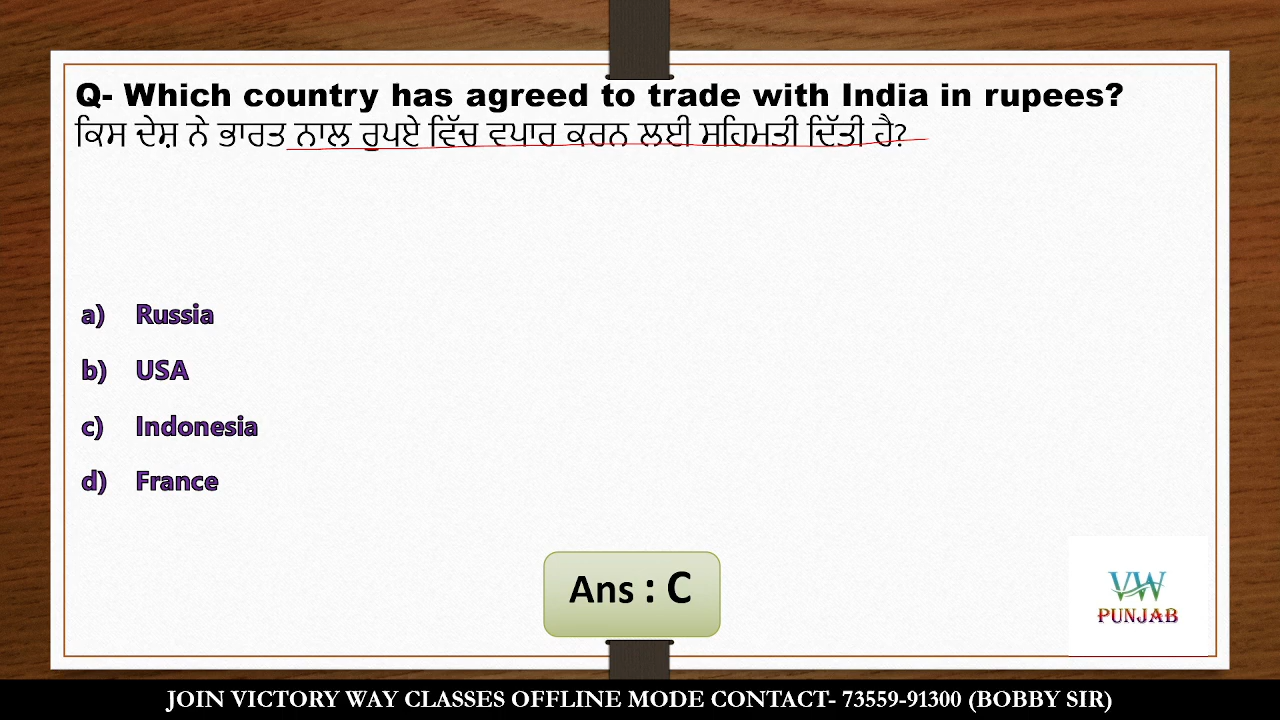 Q- Which country has agreed to trade with India in rupees?
ਕਿਸ ਦੇਸ਼ ਨੇ ਭਾਰਤ ਨਾਲ ਰੁਪਏ ਵਿੱਚ ਵਪਾਰ ਕਰਨ ਲਈ ਸਹਿਮਤੀ ਦਿੱਤੀ ਹੈ?
a) Russia
b) USA
c) Indonesia
d) France
Ans : C
VW
PUNJAB
JOIN VICTORY WAY CLASSES OFFLINE MODE CONTACT- 73559-91300 (BOBBY SIR)